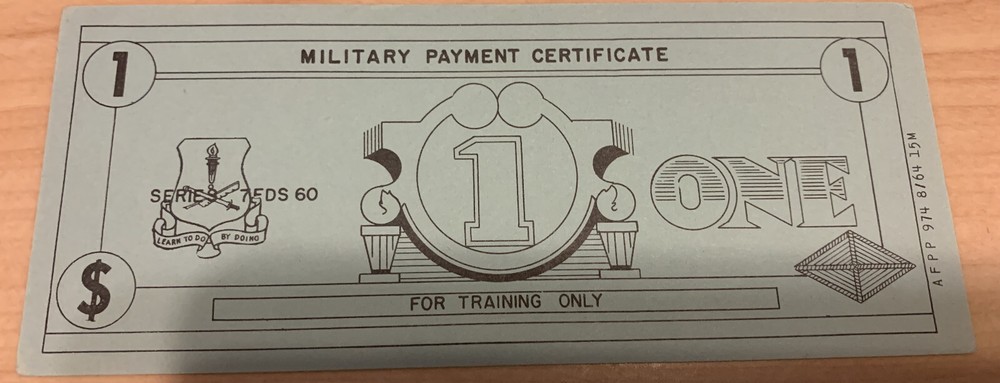 MILITARY PAYMENT CERTIFICATE
1
1
1
ONE
SERIES 7FDS 60
LEARN TO DO BY DOING
$
FOR TRAINING ONLY
AFPP 974 8/64 15M